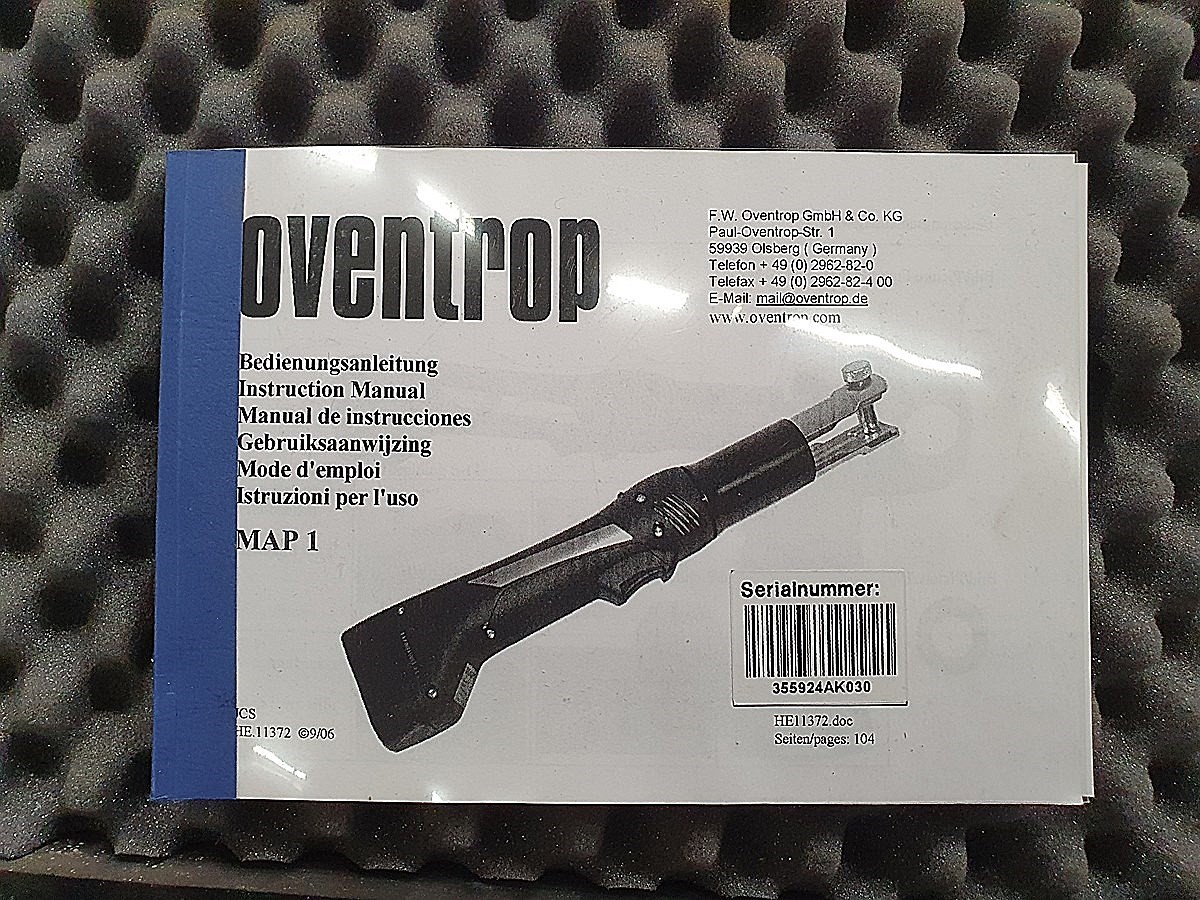 oventrop
F.W. Oventrop GmbH & Co. KG
Paul-Oventrop-Str. 1
59939 Olsberg ( Germany )
Telefon + 49 (0) 2962-82-0
Telefax + 49 (0) 2962-82-4 00
E-Mail: mail@oventrop.de
www.oventrop.com
Bedienungsanleitung
Instruction Manual
Manual de instrucciones
Gebruiksaanwijzing
Mode d'emploi
Istruzioni per l'uso
MAP 1
Serialnummer:
355924AK030
HE.11372 ©9/06
HE11372.doc
Seiten/pages: 104